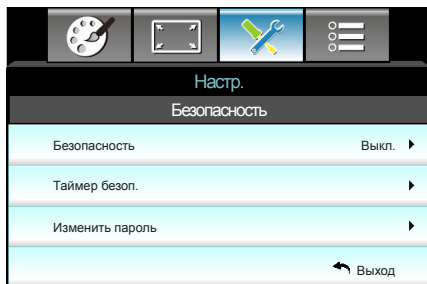 Настр.
Безопасность
Безопасность Выкл.
Таймер безоп.
Изменить пароль
Выход